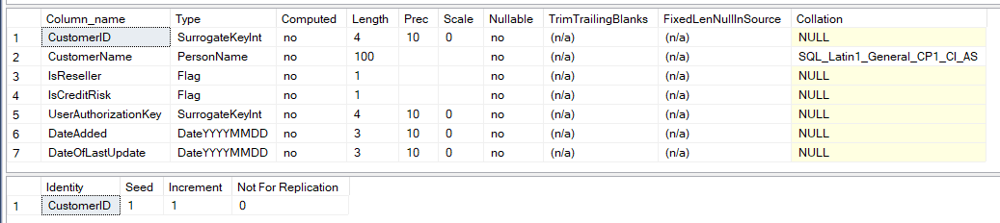 Column_name Type Computed Length Prec Scale Nullable TrimTrailingBlanks FixedLenNullInSource Collation
1 CustomerID SurrogateKeyInt no 4 10 0 no (n/a) (n/a) NULL
2 CustomerName PersonName no 100 no (n/a) (n/a) SQL_Latin1_General_CP1_CI_AS
3 IsReseller Flag no 1 no (n/a) (n/a) NULL
4 IsCreditRisk Flag no 1 no (n/a) (n/a) NULL
5 UserAuthorizationKey SurrogateKeyInt no 4 10 0 no (n/a) (n/a) NULL
6 DateAdded DateYYYYMMDD no 3 10 0 no (n/a) (n/a) NULL
7 DateOfLastUpdate DateYYYYMMDD no 3 10 0 no (n/a) (n/a) NULL
Identity Seed Increment Not For Replication
1 CustomerID 1 1 0